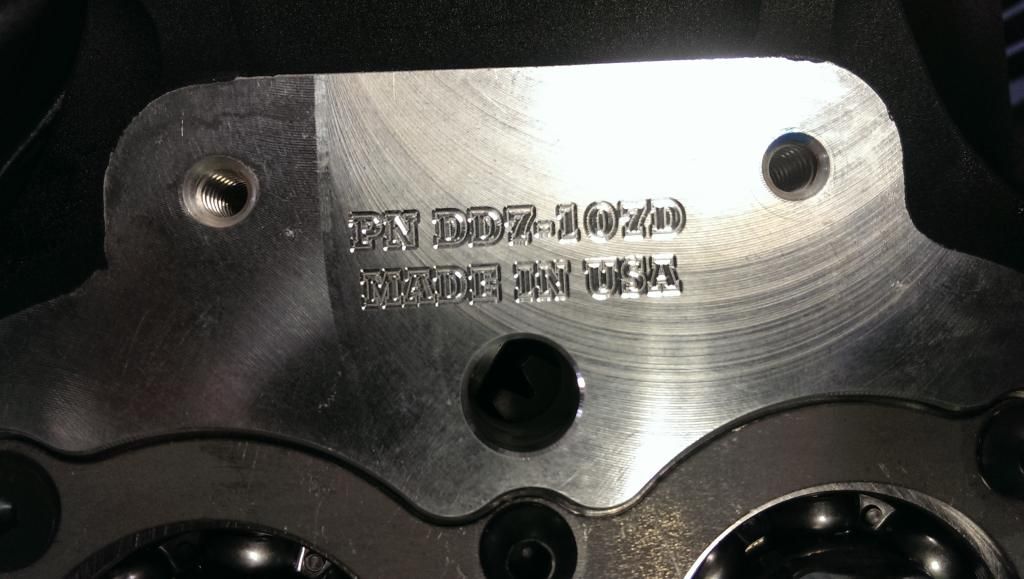 PN DD7-107D
MADE IN USA